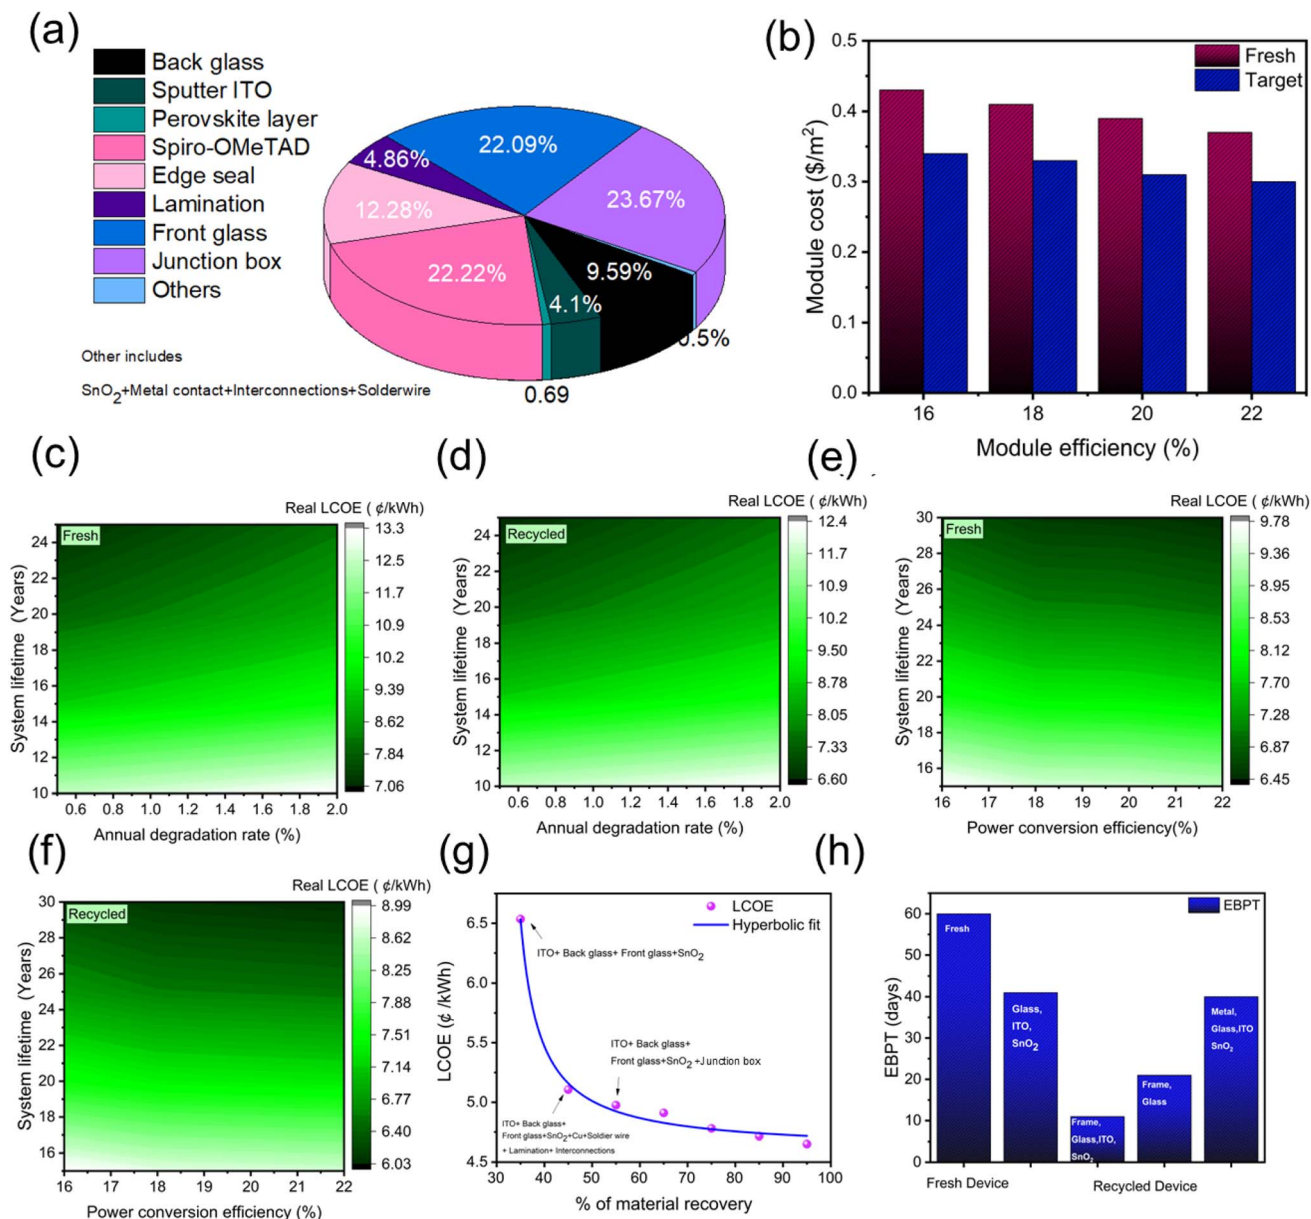 (a)
Back glass
Sputter ITO
Perovskite layer
Spiro-OMeTAD
Edge seal
Lamination
Front glass
Junction box
Others
Other includes
SnO2+Metal contact+Interconnections+Solderwire
4.86%
22.09%
23.67%
12.28%
22.22%
4.1%
9.59%
0.5%
0.69
(b)
Fresh
Target
Module cost ($/m²)
0.5
0.4
0.3
0.2
0.1
0.0
16 18 20 22
Module efficiency (%)
(c)
Real LCOE ( ¢/kWh)
Fresh
System lifetime (Years)
24
22
20
18
16
14
12
10
0.6 0.8 1.0 1.2 1.4 1.6 1.8 2.0
Annual degradation rate (%)
13.3
12.5
11.7
10.9
10.2
9.39
8.62
7.84
7.06
(d)
Real LCOE ( ¢/kWh)
Recycled
System lifetime (Years)
24
22
20
18
16
14
12
10
0.6 0.8 1.0 1.2 1.4 1.6 1.8 2.0
Annual degradation rate (%)
12.4
11.7
10.9
10.2
9.50
8.78
8.05
7.33
6.60
(e)
Real LCOE ( ¢/kWh)
Fresh
System lifetime (Years)
30
28
26
24
22
20
18
16
16 17 18 19 20 21 22
Power conversion efficiency(%)
9.78
9.36
8.95
8.53
8.12
7.70
7.28
6.87
6.45
(f)
Real LCOE ( ¢/kWh)
Recycled
System lifetime (Years)
30
28
26
24
22
20
18
16
16 17 18 19 20 21 22
Power conversion efficiency (%)
8.99
8.62
8.25
7.88
7.51
7.14
6.77
6.40
6.03
(g)
LCOE
Hyperbolic fit
LCOE (¢ /kWh)
6.5
6.0
5.5
5.0
4.5
ITO+ Back glass+ Front glass+SnO2
ITO+ Back glass+
Front glass+SnO2 +Junction box
ITO+ Back glass+
Front glass+SnO2+Cu+Soldier wire
+ Lamination+ Interconnections
30 40 50 60 70 80 90 100
% of material recovery
(h)
EBPT
EBPT (days)
60
50
40
30
20
10
0
Fresh
Glass,
ITO,
SnO2
Frame,
Glass,ITO,
SnO2
Frame,
Glass
Metal,
Glass,ITO
SnO2
Fresh Device
Recycled Device